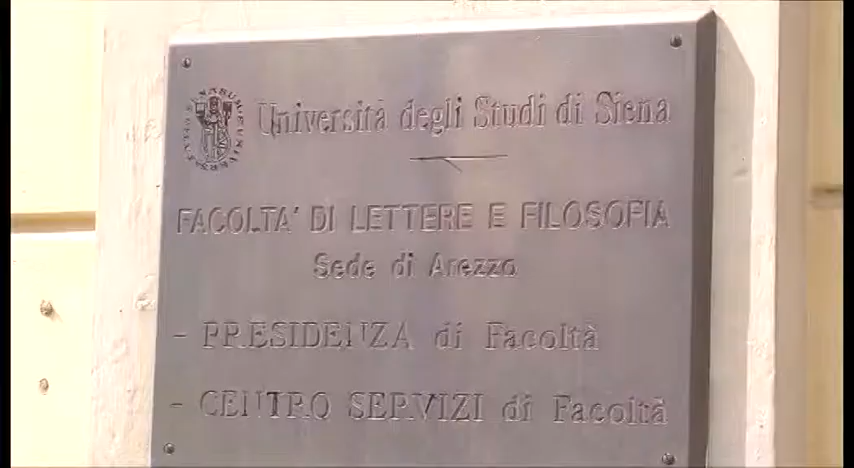 Università degli Studi di Siena
FACOLTA' DI LETTERE E FILOSOFIA
Sede di Arezzo
- PRESIDENZA di Facoltà
- CENTRO SERVIZI di Facoltà